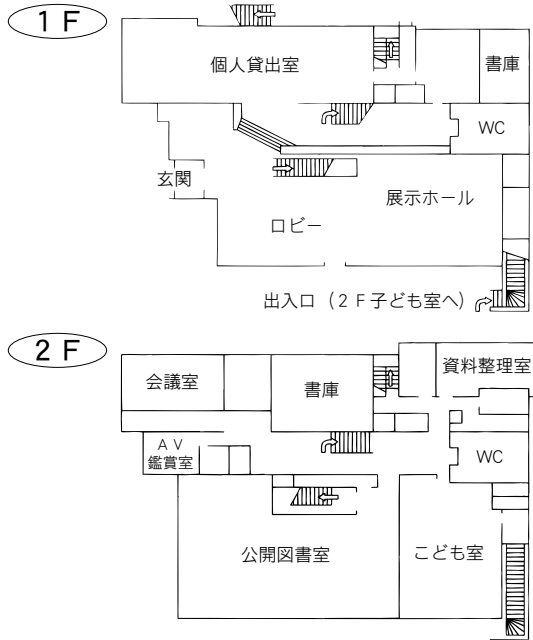 1F
個人貸出室
書庫
WC
玄関
展示ホール
ロビー
出入口（2F子ども室へ）
2F
会議室
書庫
資料整理室
AV
鑑賞室
WC
公開図書室
こども室